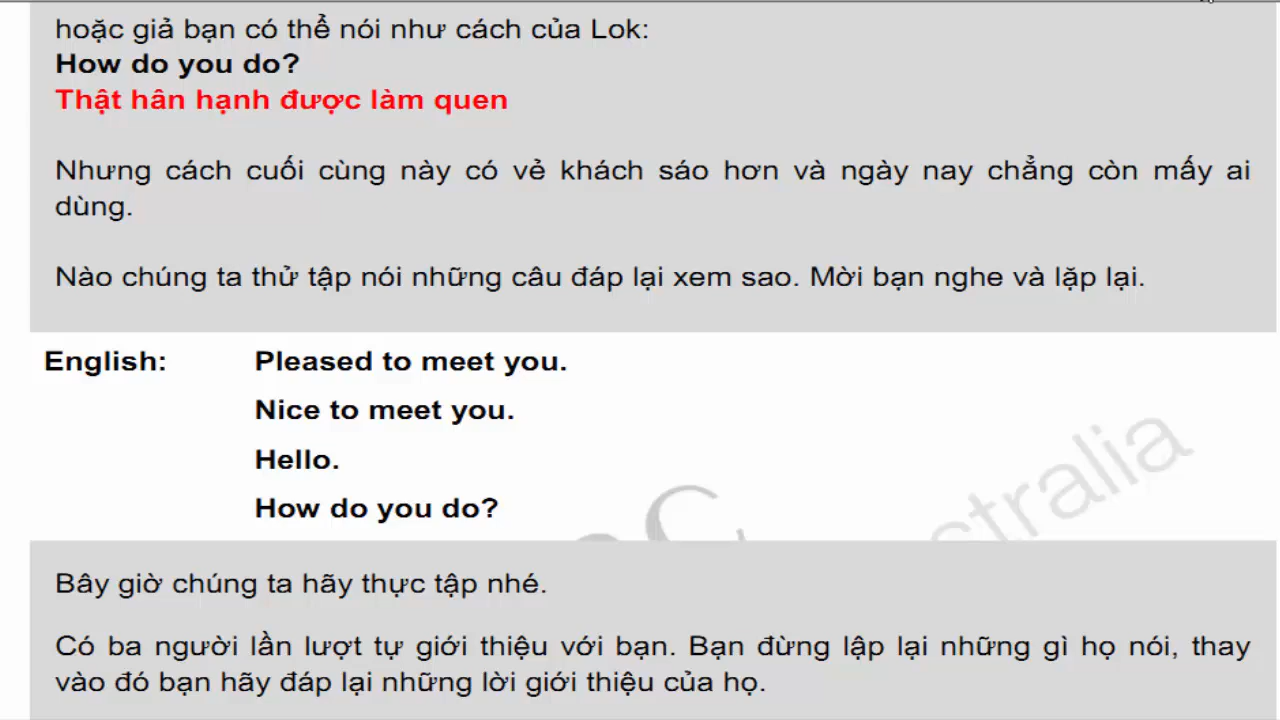 hoặc giả bạn có thể nói như cách của Lok:
How do you do?
Thật hân hạnh được làm quen
Nhưng cách cuối cùng này có vẻ khách sáo hơn và ngày nay chẳng còn mấy ai
dùng.
Nào chúng ta thử tập nói những câu đáp lại xem sao. Mời bạn nghe và lặp lại.
English: Pleased to meet you.
Nice to meet you.
Hello.
How do you do?
Bây giờ chúng ta hãy thực tập nhé.
Có ba người lần lượt tự giới thiệu với bạn. Bạn đừng lập lại những gì họ nói, thay
vào đó bạn hãy đáp lại những lời giới thiệu của họ.